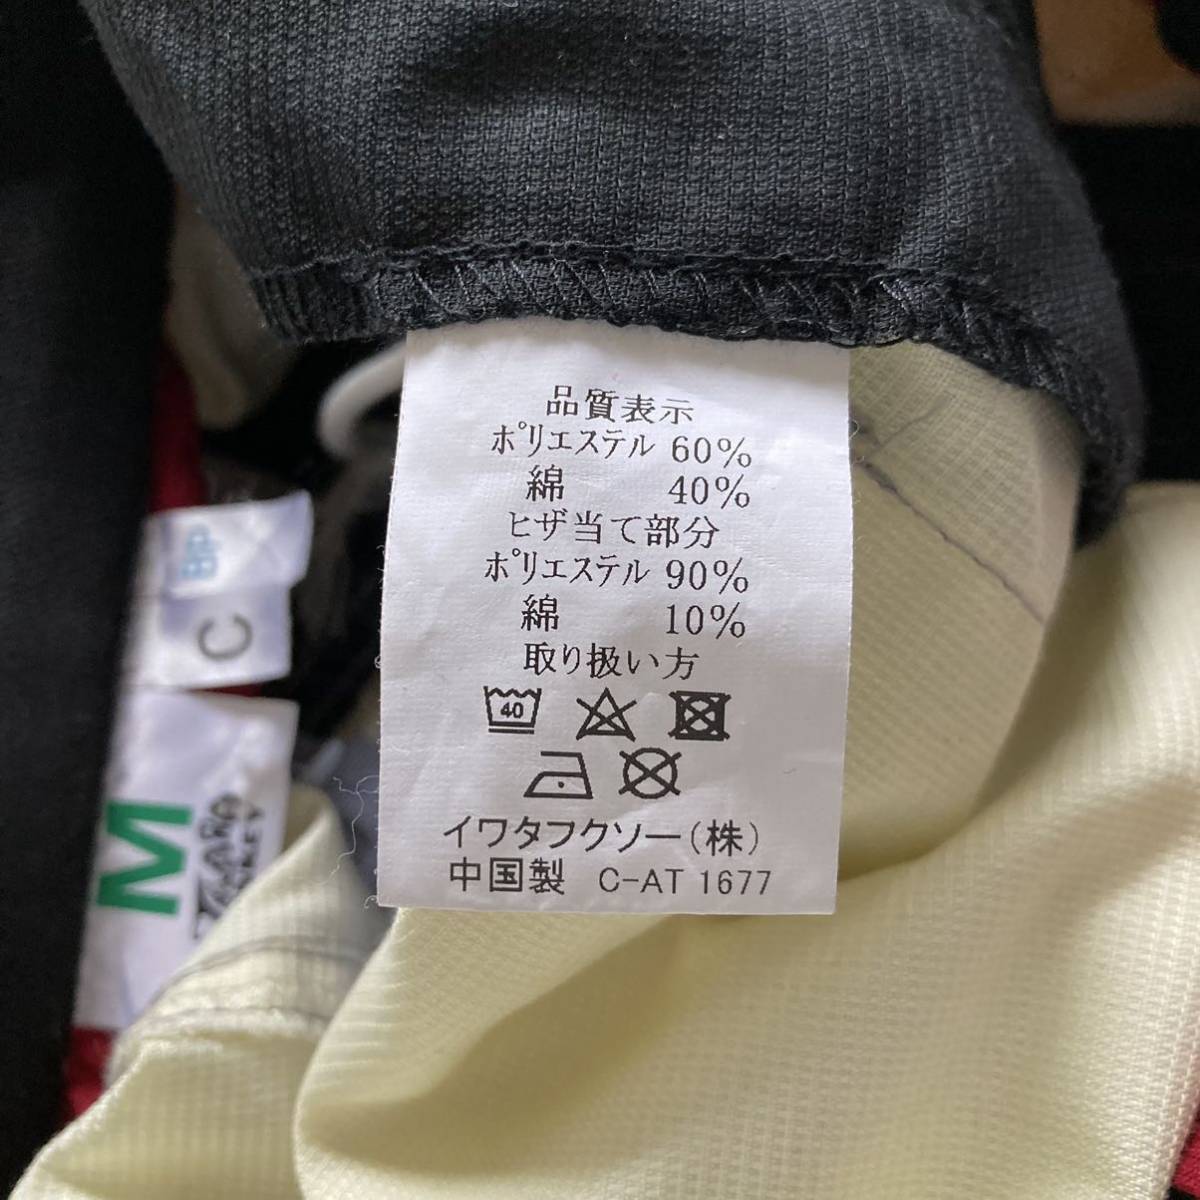 品質表示
ポリエステル 60%
綿 40%
ヒザ当て部分
ポリエステル 90%
綿 10%
取り扱い方
40
イワタフクソー(株)
中国製 C-AT 1677
BP
C
M